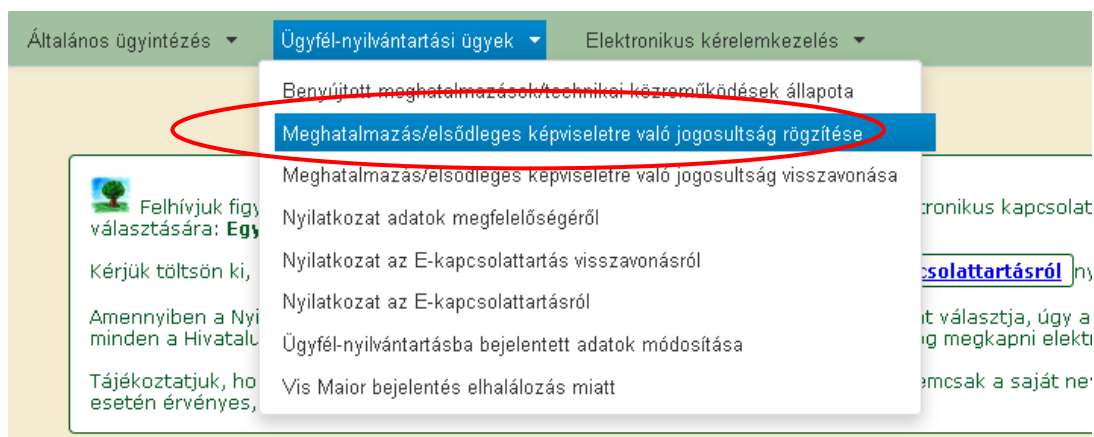 Általános ügyintézés
Ügyfél-nyilvántartási ügyek
Elektronikus kérelemkezelés
Benyújtott meghatalmazások/technikai közreműködések állapota
Meghatalmazás/elsődleges képviseletre való jogosultság rögzítése
Meghatalmazás/elsődleges képviseletre való jogosultság visszavonása
Nyilatkozat adatok megfelelőségéről
Nyilatkozat az E-kapcsolattartás visszavonásról
Nyilatkozat az E-kapcsolattartásról
Ügyfél-nyilvántartásba bejelentett adatok módosítása
Vis Maior bejelentés elhalálozás miatt
Felhívjuk figy
tronikus kapcsolat
választására: Egy
Kérjük töltsön ki,
csolattartásról ny
Amennyiben a Nyi
t választja, úgy a
minden a Hivatalu
og megkapni elekt
Tájékoztatjuk, ho
emcsak a saját ne
esetén érvényes,